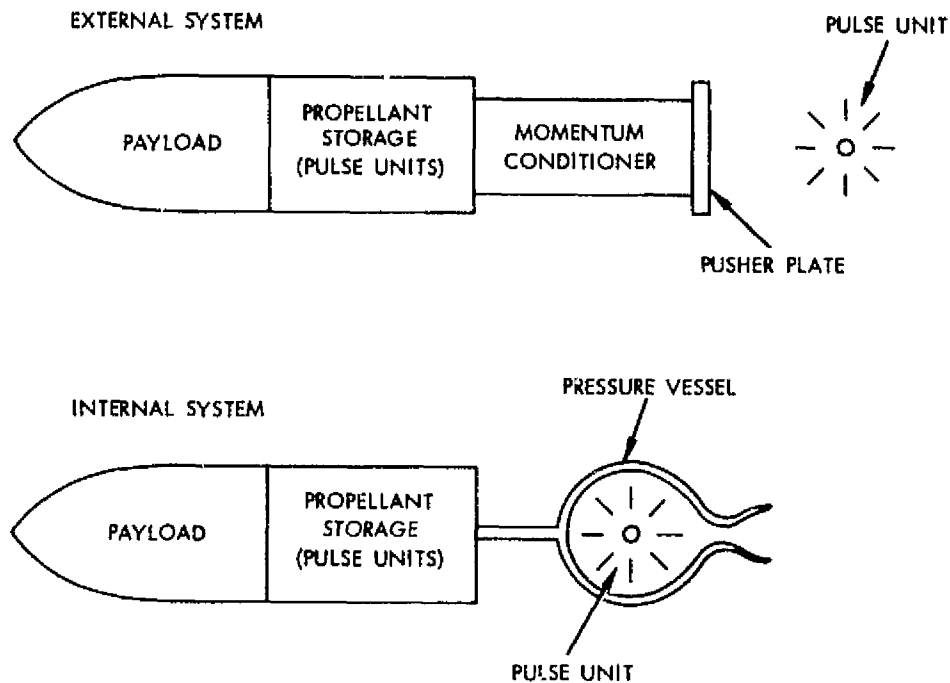 EXTERNAL SYSTEM
PULSE UNIT
PAYLOAD
PROPELLANT
STORAGE
(PULSE UNITS)
MOMENTUM
CONDITIONER
PUSHER PLATE
INTERNAL SYSTEM
PRESSURE VESSEL
PAYLOAD
PROPELLANT
STORAGE
(PULSE UNITS)
PULSE UNIT